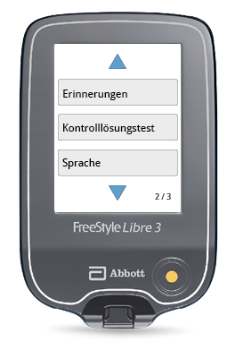 Erinnerungen
Kontrolllösungstest
Sprache
2/3
FreeStyle Libre 3
Abbott